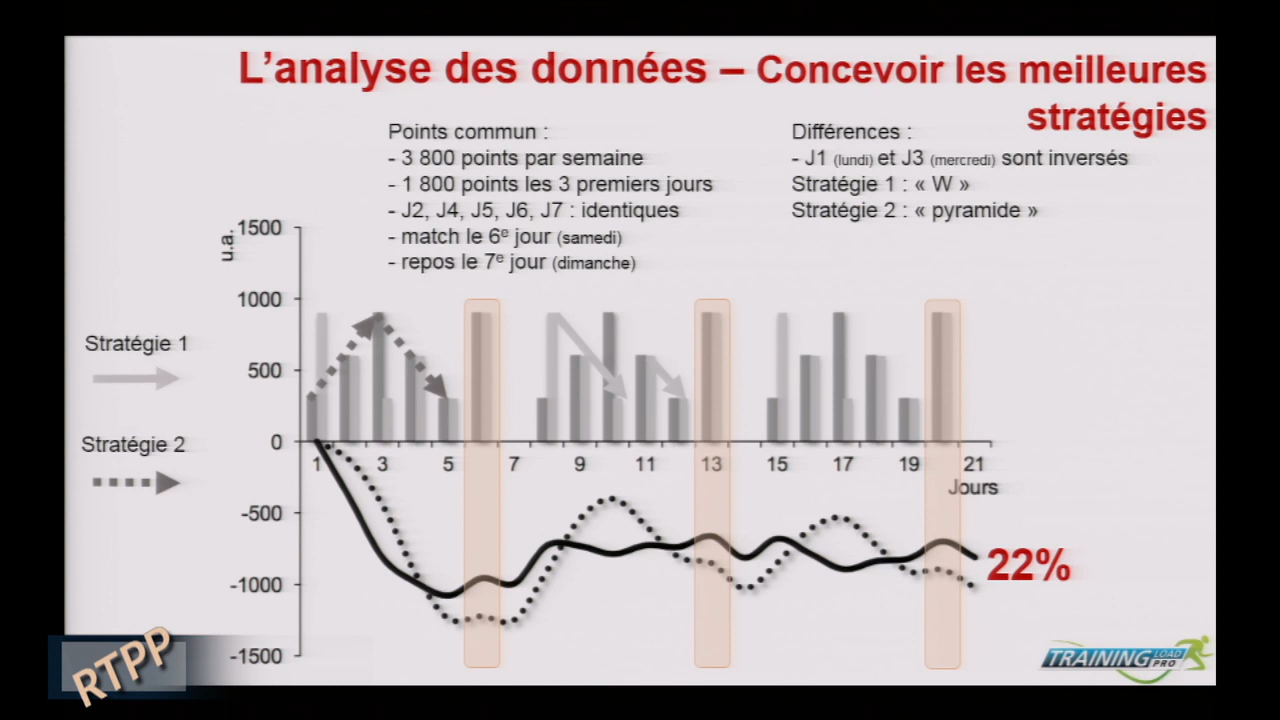 L'analyse des données – Concevoir les meilleures
stratégies
Points commun :
- 3 800 points par semaine
- 1 800 points les 3 premiers jours
- J2, J4, J5, J6, J7 : identiques
- match le 6e jour (samedi)
- repos le 7e jour (dimanche)
Différences :
- J1 (lundi) et J3 (mercredi) sont inversés
Stratégie 1 : « W »
Stratégie 2 : « pyramide »
u.a.
1500
1000
500
0
-500
-1000
-1500
Stratégie 1
Stratégie 2
1 3 5 7 9 11 13 15 17 19 21
Jours
22%
RTPP
TRAINING LOAD PRO